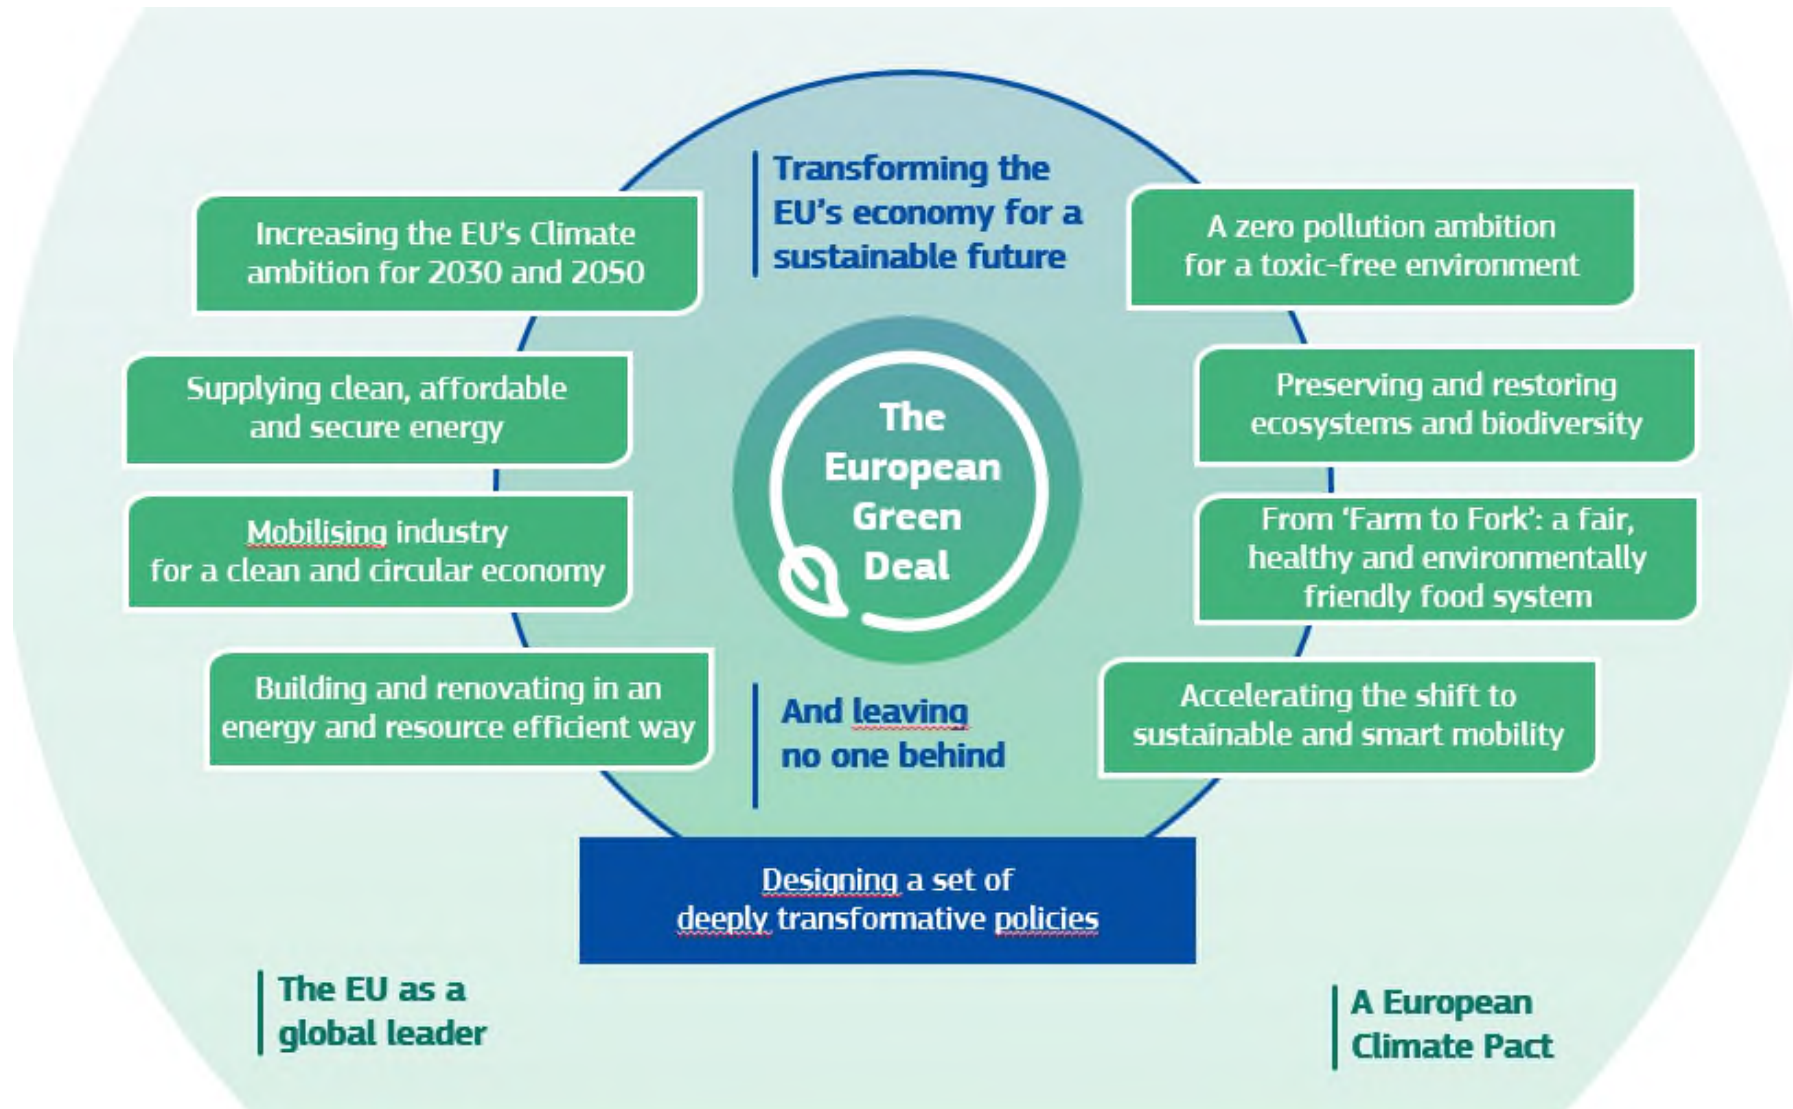 Transforming the
EU's economy for a
sustainable future
Increasing the EU's Climate
ambition for 2030 and 2050
Supplying clean, affordable
and secure energy
Mobilising industry
for a clean and circular economy
Building and renovating in an
energy and resource efficient way
The
European
Green
Deal
A zero pollution ambition
for a toxic-free environment
Preserving and restoring
ecosystems and biodiversity
From 'Farm to Fork': a fair,
healthy and environmentally
friendly food system
Accelerating the shift to
sustainable and smart mobility
And leaving
no one behind
Designing a set of
deeply transformative policies
The EU as a
global leader
A European
Climate Pact